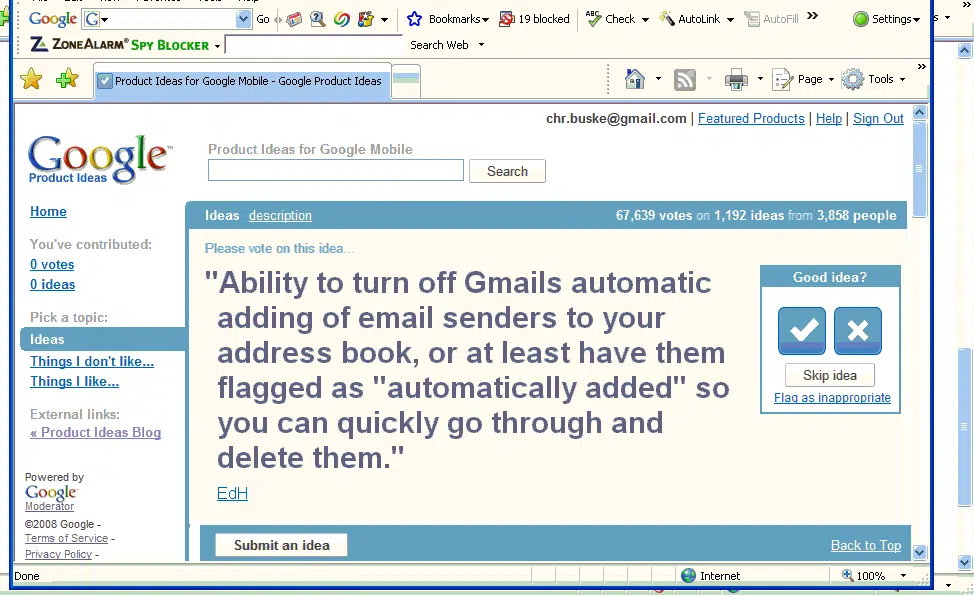 Google G Go Bookmarks 19 blocked ABC Check AutoLink AutoFill » Settings
ZONEALARM® SPY BLOCKER Search Web
Product Ideas for Google Mobile - Google Product Ideas Page Tools »
chr.buske@gmail.com | Featured Products | Help | Sign Out
Google™
Product Ideas
Product Ideas for Google Mobile
Search
Home
You've contributed:
0 votes
0 ideas
Pick a topic:
Ideas
Things I don't like...
Things I like...
External links:
« Product Ideas Blog
Powered by
Google™
Moderator
©2008 Google -
Terms of Service -
Privacy Policy -
Ideas description 67,639 votes on 1,192 ideas from 3,858 people
Please vote on this idea...
"Ability to turn off Gmails automatic
adding of email senders to your
address book, or at least have them
flagged as "automatically added" so
you can quickly go through and
delete them."
EdH
Good idea?
Skip idea
Flag as inappropriate
Submit an idea Back to Top
Done Internet 100%